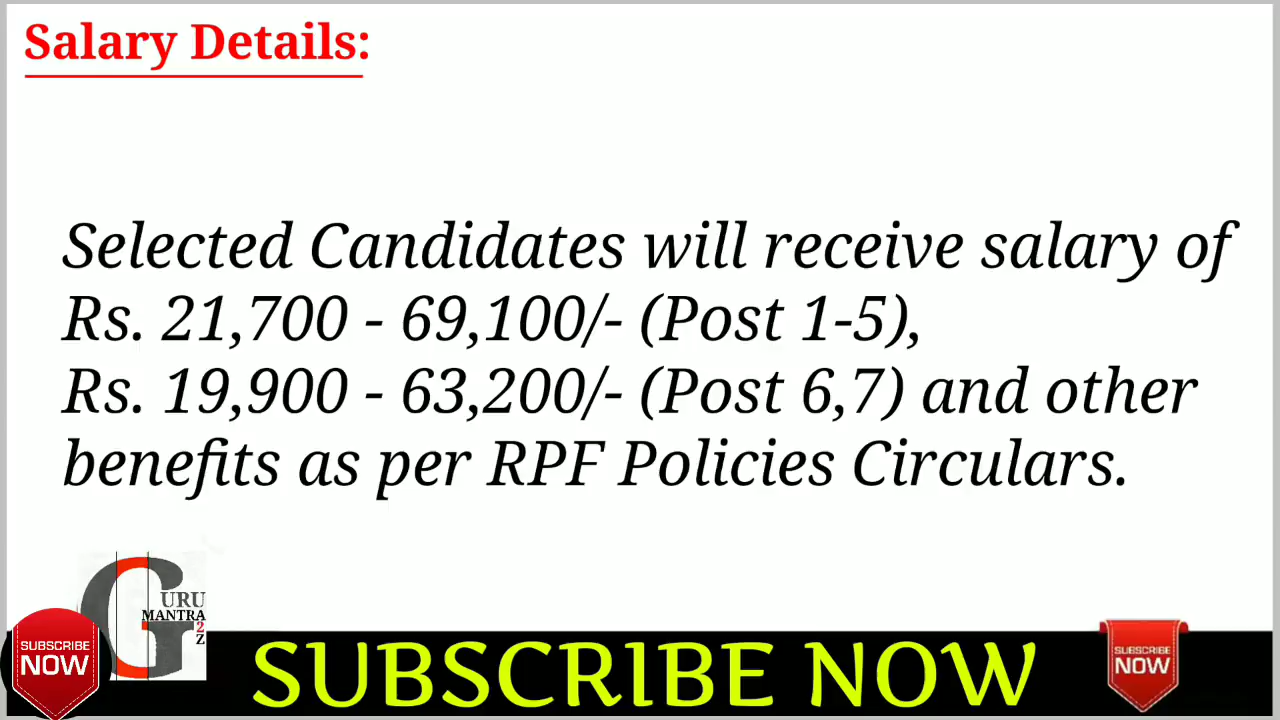 Salary Details:
Selected Candidates will receive salary of
Rs. 21,700 - 69,100/- (Post 1-5),
Rs. 19,900 - 63,200/- (Post 6,7) and other
benefits as per RPF Policies Circulars.
GURU
MANTRA
2
Z
SUBSCRIBE
NOW
SUBSCRIBE NOW
SUBSCRIBE
NOW